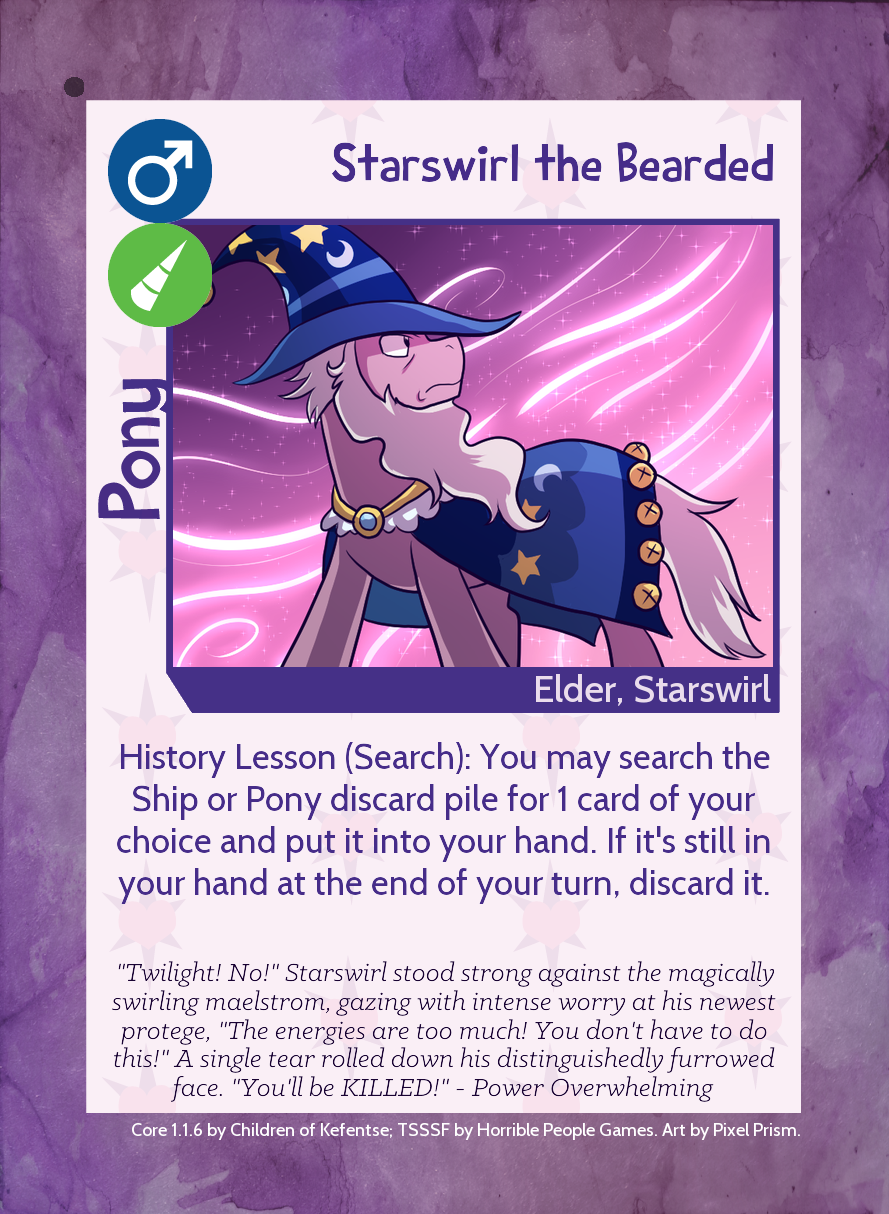 Starswirl the Bearded
Pony
Elder, Starswirl
History Lesson (Search): You may search the
Ship or Pony discard pile for 1 card of your
choice and put it into your hand. If it's still in
your hand at the end of your turn, discard it.
"Twilight! No!" Starswirl stood strong against the magically
swirling maelstrom, gazing with intense worry at his newest
protege, "The energies are too much! You don't have to do
this!" A single tear rolled down his distinguishedly furrowed
face. "You'll be KILLED!" - Power Overwhelming
Core 1.1.6 by Children of Kefentse; TSSSF by Horrible People Games. Art by Pixel Prism.